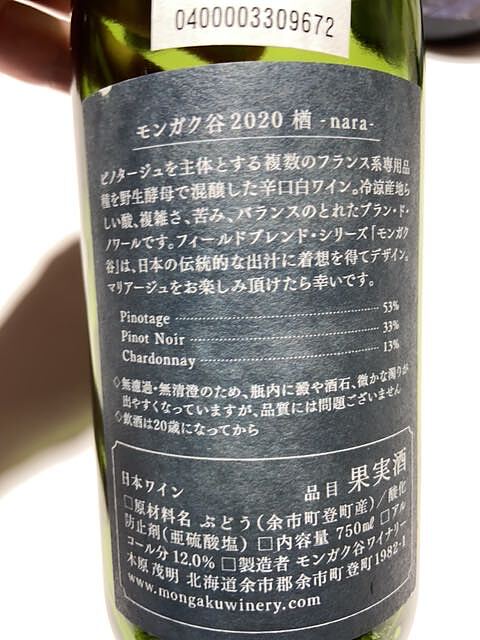 0400003309672
モンガク谷2020 楢 -nara-
ピノタージュを主体とする複数のフランス系専用品
種を野生酵母で混醸した辛口白ワイン。冷涼産地ら
しい酸、複雑さ、苦み、バランスのとれたブラン・ド・
ノワールです。フィールドブレンド・シリーズ「モンガク
谷」は、日本の伝統的な出汁に着想を得てデザイン。
マリアージュをお楽しみ頂けたら幸いです。
Pinotage 53%
Pinot Noir 33%
Chardonnay 13%
◇無濾過・無清澄のため、瓶内に澱や酒石、微かな濁りが
出やすくなっていますが、品質には問題ございません
◇飲酒は20歳になってから
日本ワイン 品目 果実酒
□原材料名 ぶどう(余市町登町産)/酸化
防止剤(亜硫酸塩) □内容量 750mℓ □アル
コール分 12.0% □製造者 モンガク谷ワイナリー
木原 茂明 北海道余市郡余市町登町1982-1
www.mongakuwinery.com